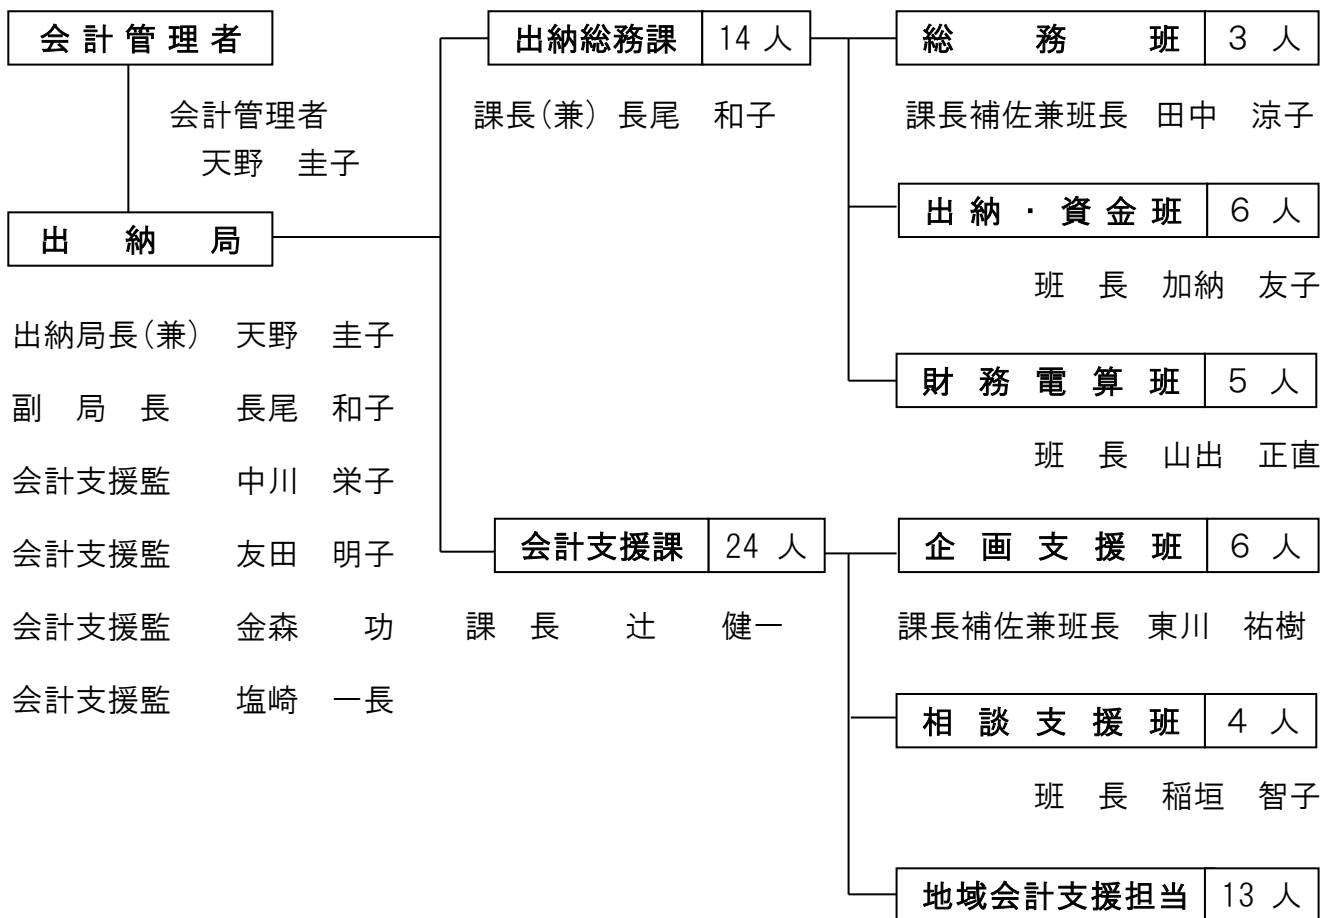 会計管理者
会計管理者
天野　圭子
出納局
出納局長(兼)　天野　圭子
副　局　長　長尾　和子
会計支援監　中川　栄子
会計支援監　友田　明子
会計支援監　金森　功
会計支援監　塩崎　一長
出納総務課　14 人
課長(兼) 長尾　和子
総務班　3 人
課長補佐兼班長　田中　涼子
出納・資金班　6 人
班　長　加納　友子
財務電算班　5 人
班　長　山出　正直
会計支援課　24 人
課　長　辻　健一
企画支援班　6 人
課長補佐兼班長　東川　祐樹
相談支援班　4 人
班　長　稲垣　智子
地域会計支援担当　13 人